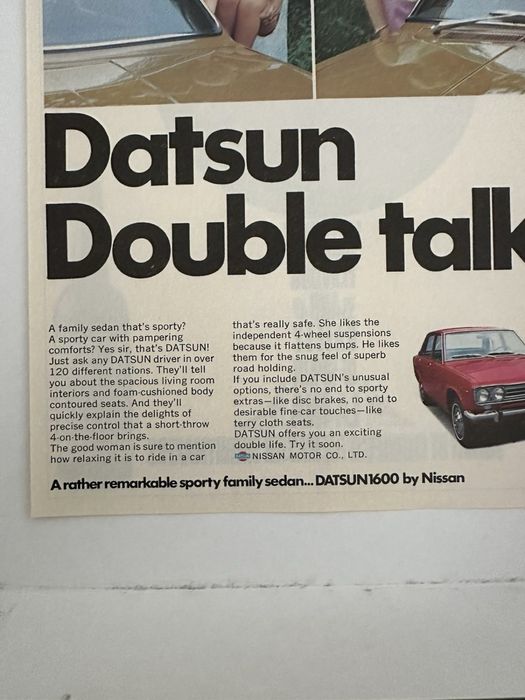 Datsun
Double talk
A family sedan that's sporty?
A sporty car with pampering
comforts? Yes sir, that's DATSUN!
Just ask any DATSUN driver in over
120 different nations. They'll tell
you about the spacious living room
interiors and foam-cushioned body
contoured seats. And they'll
quickly explain the delights of
precise control that a short-throw
4-on-the-floor brings.
The good woman is sure to mention
how relaxing it is to ride in a car
that's really safe. She likes the
independent 4-wheel suspensions
because it flattens bumps. He likes
them for the snug feel of superb
road holding.
If you include DATSUN's unusual
options, there's no end to sporty
extras—like disc brakes, no end to
desirable fine-car touches—like
terry cloth seats.
DATSUN offers you an exciting
double life. Try it soon.
NISSAN MOTOR CO., LTD.
A rather remarkable sporty family sedan... DATSUN1600 by Nissan